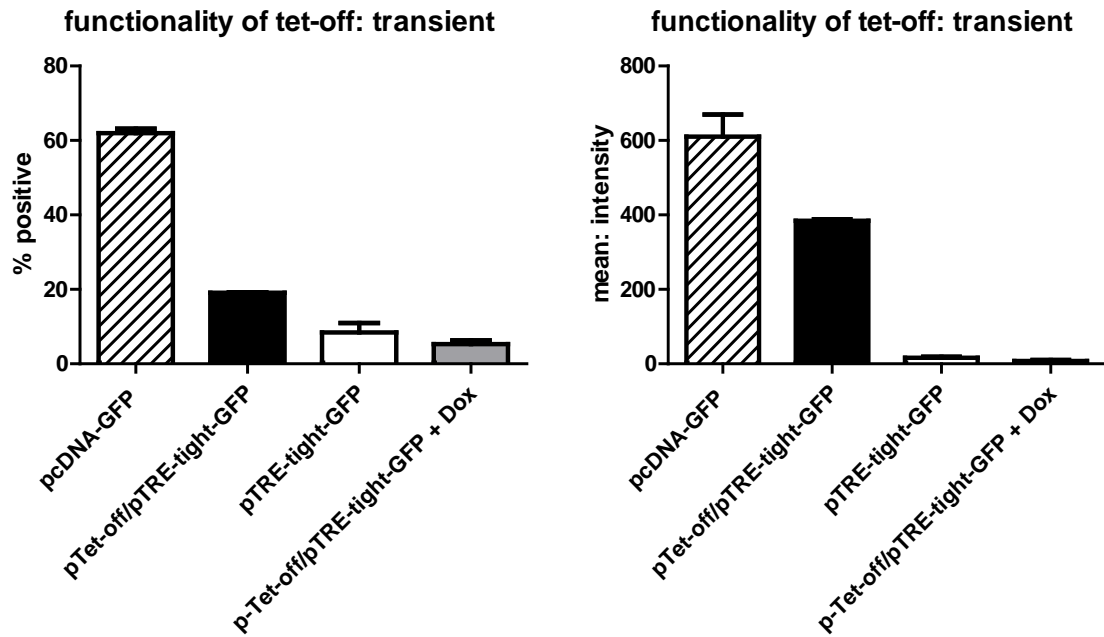 functionality of tet-off: transient
% positive
80
60
40
20
0
pcDNA-GFP
pTet-off/pTRE-tight-GFP
pTRE-tight-GFP
p-Tet-off/pTRE-tight-GFP + Dox
functionality of tet-off: transient
mean: intensity
800
600
400
200
0
pcDNA-GFP
pTet-off/pTRE-tight-GFP
pTRE-tight-GFP
p-Tet-off/pTRE-tight-GFP + Dox